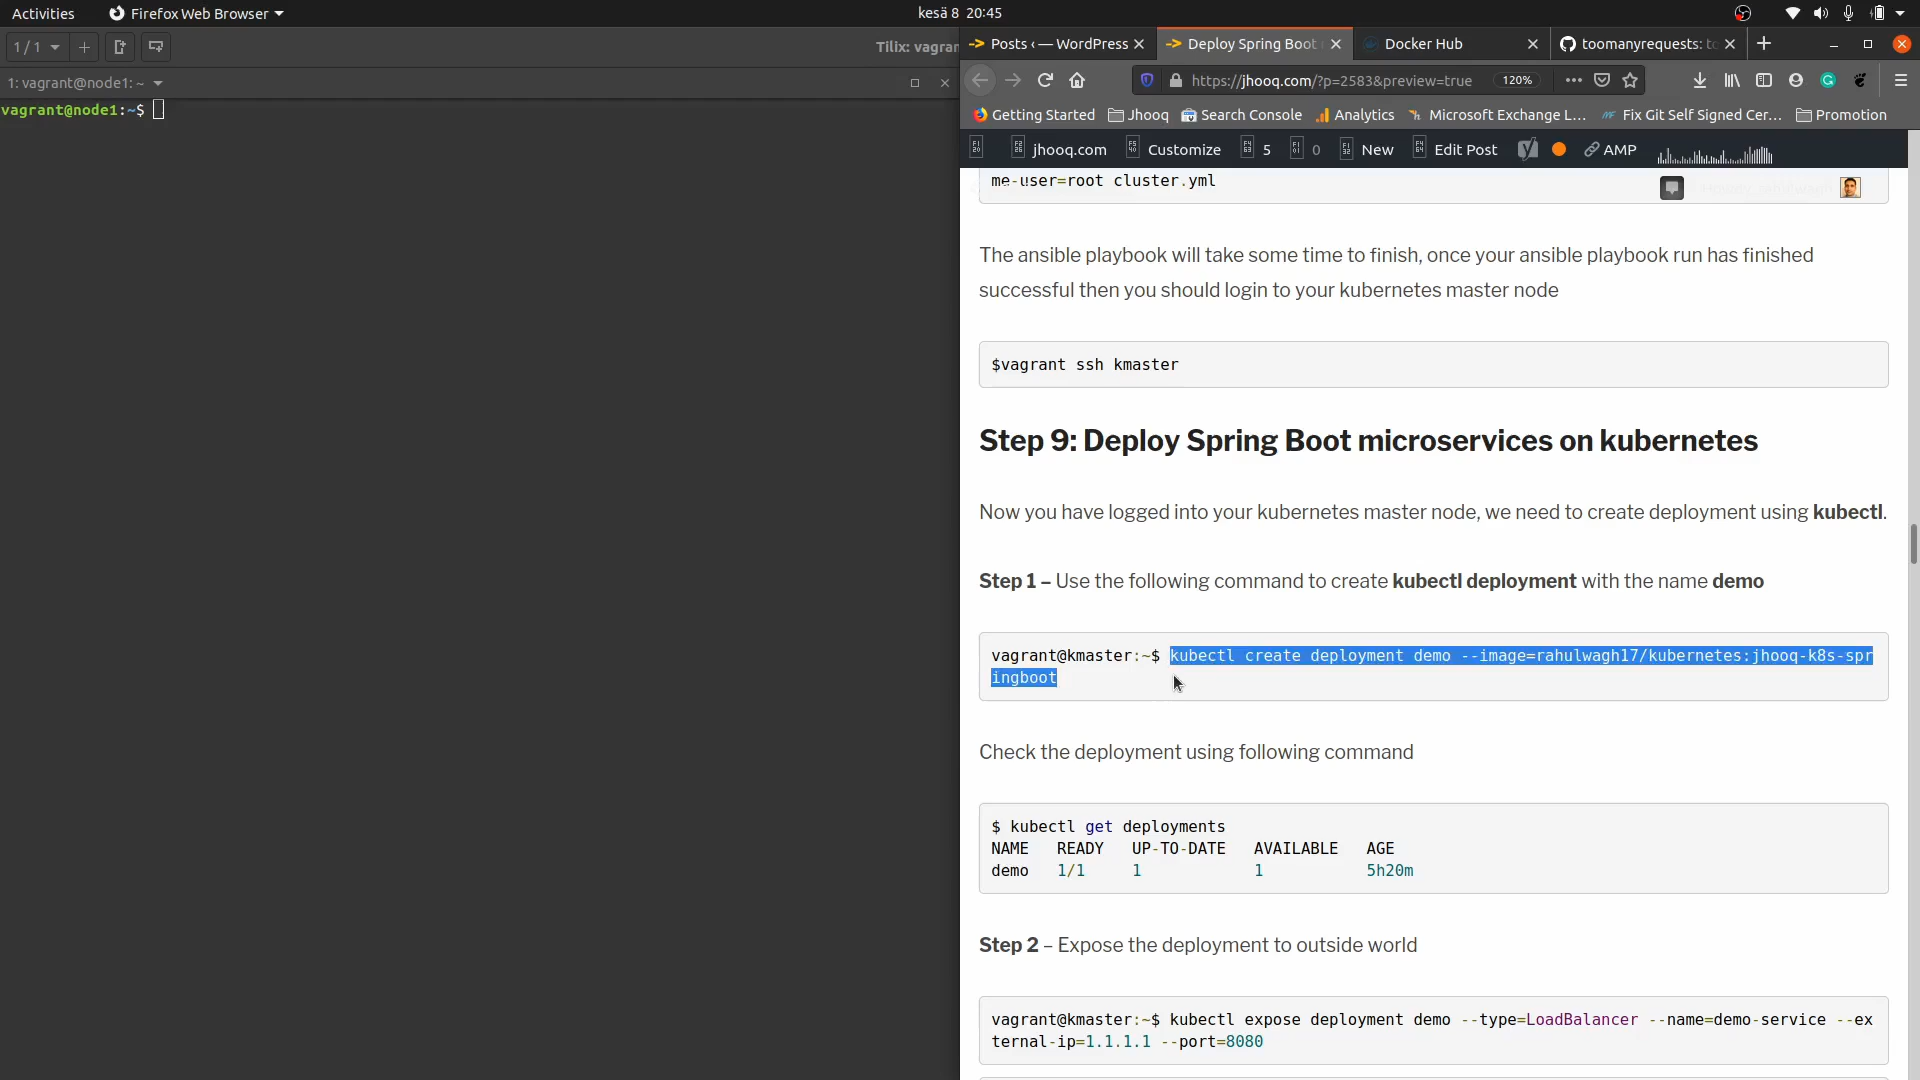 Activities Firefox Web Browser kesä 8 20:45
1 / 1 Tilix: vagran
1: vagrant@node1: ~
vagrant@node1:~$
Posts ‹ — WordPress Deploy Spring Boot Docker Hub toomanyrequests: to
https://jhooq.com/?p=2583&preview=true 120%
Getting Started Jhooq Search Console Analytics Microsoft Exchange L... Fix Git Self Signed Cer... Promotion
jhooq.com Customize 5 0 New Edit Post AMP
me-user=root cluster.yml
The ansible playbook will take some time to finish, once your ansible playbook run has finished
successful then you should login to your kubernetes master node
$vagrant ssh kmaster
Step 9: Deploy Spring Boot microservices on kubernetes
Now you have logged into your kubernetes master node, we need to create deployment using kubectl.
Step 1 – Use the following command to create kubectl deployment with the name demo
vagrant@kmaster:~$ kubectl create deployment demo --image=rahulwagh17/kubernetes:jhooq-k8s-spr
ingboot
Check the deployment using following command
$ kubectl get deployments
NAME READY UP-TO-DATE AVAILABLE AGE
demo 1/1 1 1 5h20m
Step 2 – Expose the deployment to outside world
vagrant@kmaster:~$ kubectl expose deployment demo --type=LoadBalancer --name=demo-service --ex
ternal-ip=1.1.1.1 --port=8080